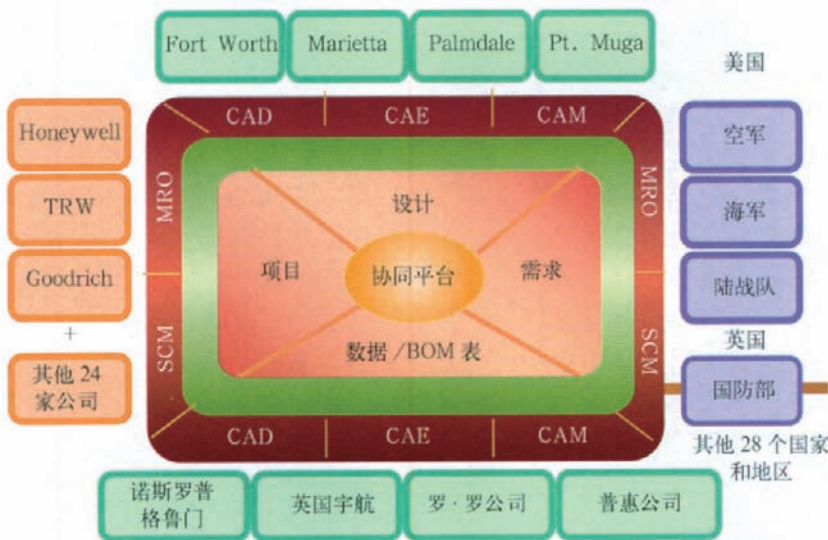 Fort Worth
Marietta
Palmdale
Pt. Muga
美国
CAD
CAE
CAM
Honeywell
TRW
Goodrich
+
其他 24
家公司
MRO
SCM
设计
项目
协同平台
需求
数据/BOM 表
MRO
SCM
空军
海军
陆战队
英国
国防部
其他 28 个国家
和地区
CAD
CAE
CAM
诺斯罗普
格鲁门
英国宇航
罗·罗公司
普惠公司